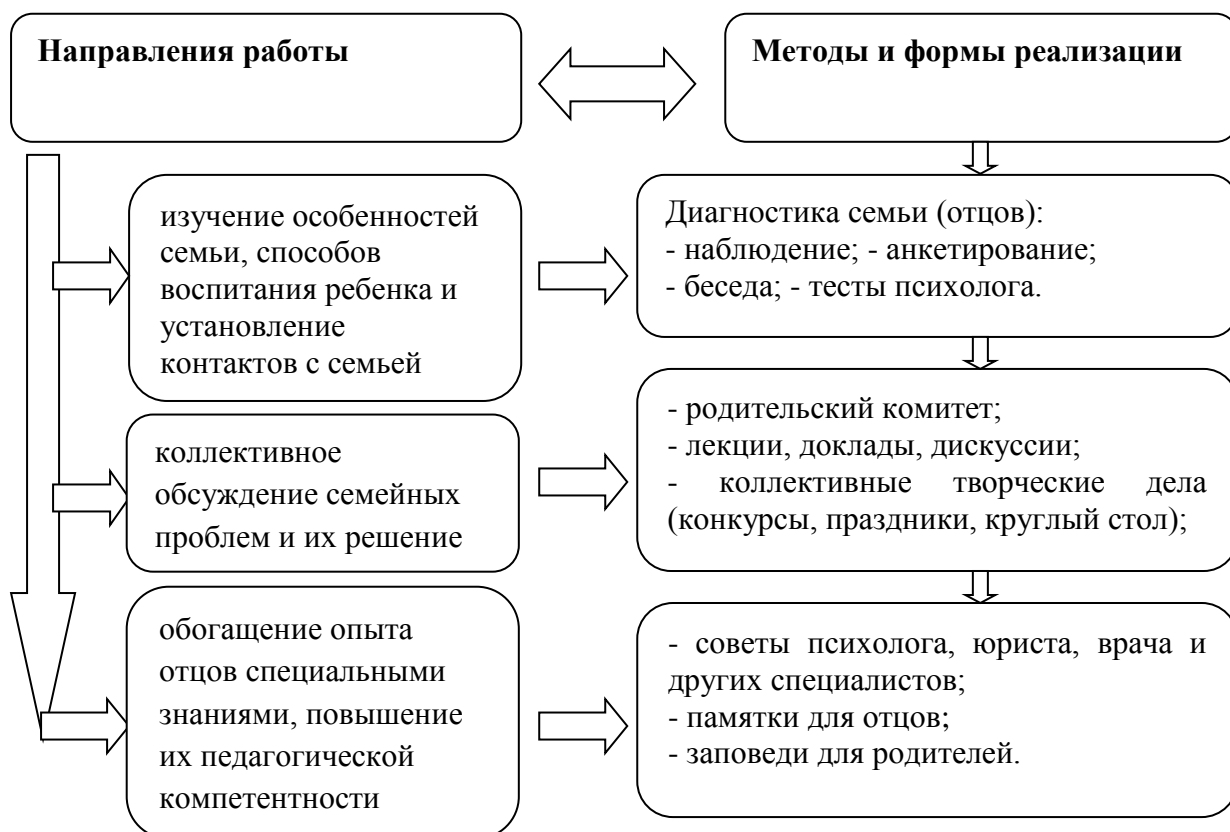 Направления работы
Методы и формы реализации
изучение особенностей
семьи, способов
воспитания ребенка и
установление
контактов с семьей
Диагностика семьи (отцов):
- наблюдение; - анкетирование;
- беседа; - тесты психолога.
коллективное
обсуждение семейных
проблем и их решение
- родительский комитет;
- лекции, доклады, дискуссии;
- коллективные творческие дела
(конкурсы, праздники, круглый стол);
обогащение опыта
отцов специальными
знаниями, повышение
их педагогической
компетентности
- советы психолога, юриста, врача и
других специалистов;
- памятки для отцов;
- заповеди для родителей.